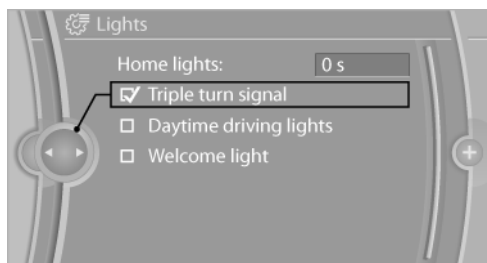 Lights
Home lights: 0 s
Triple turn signal
Daytime driving lights
Welcome light